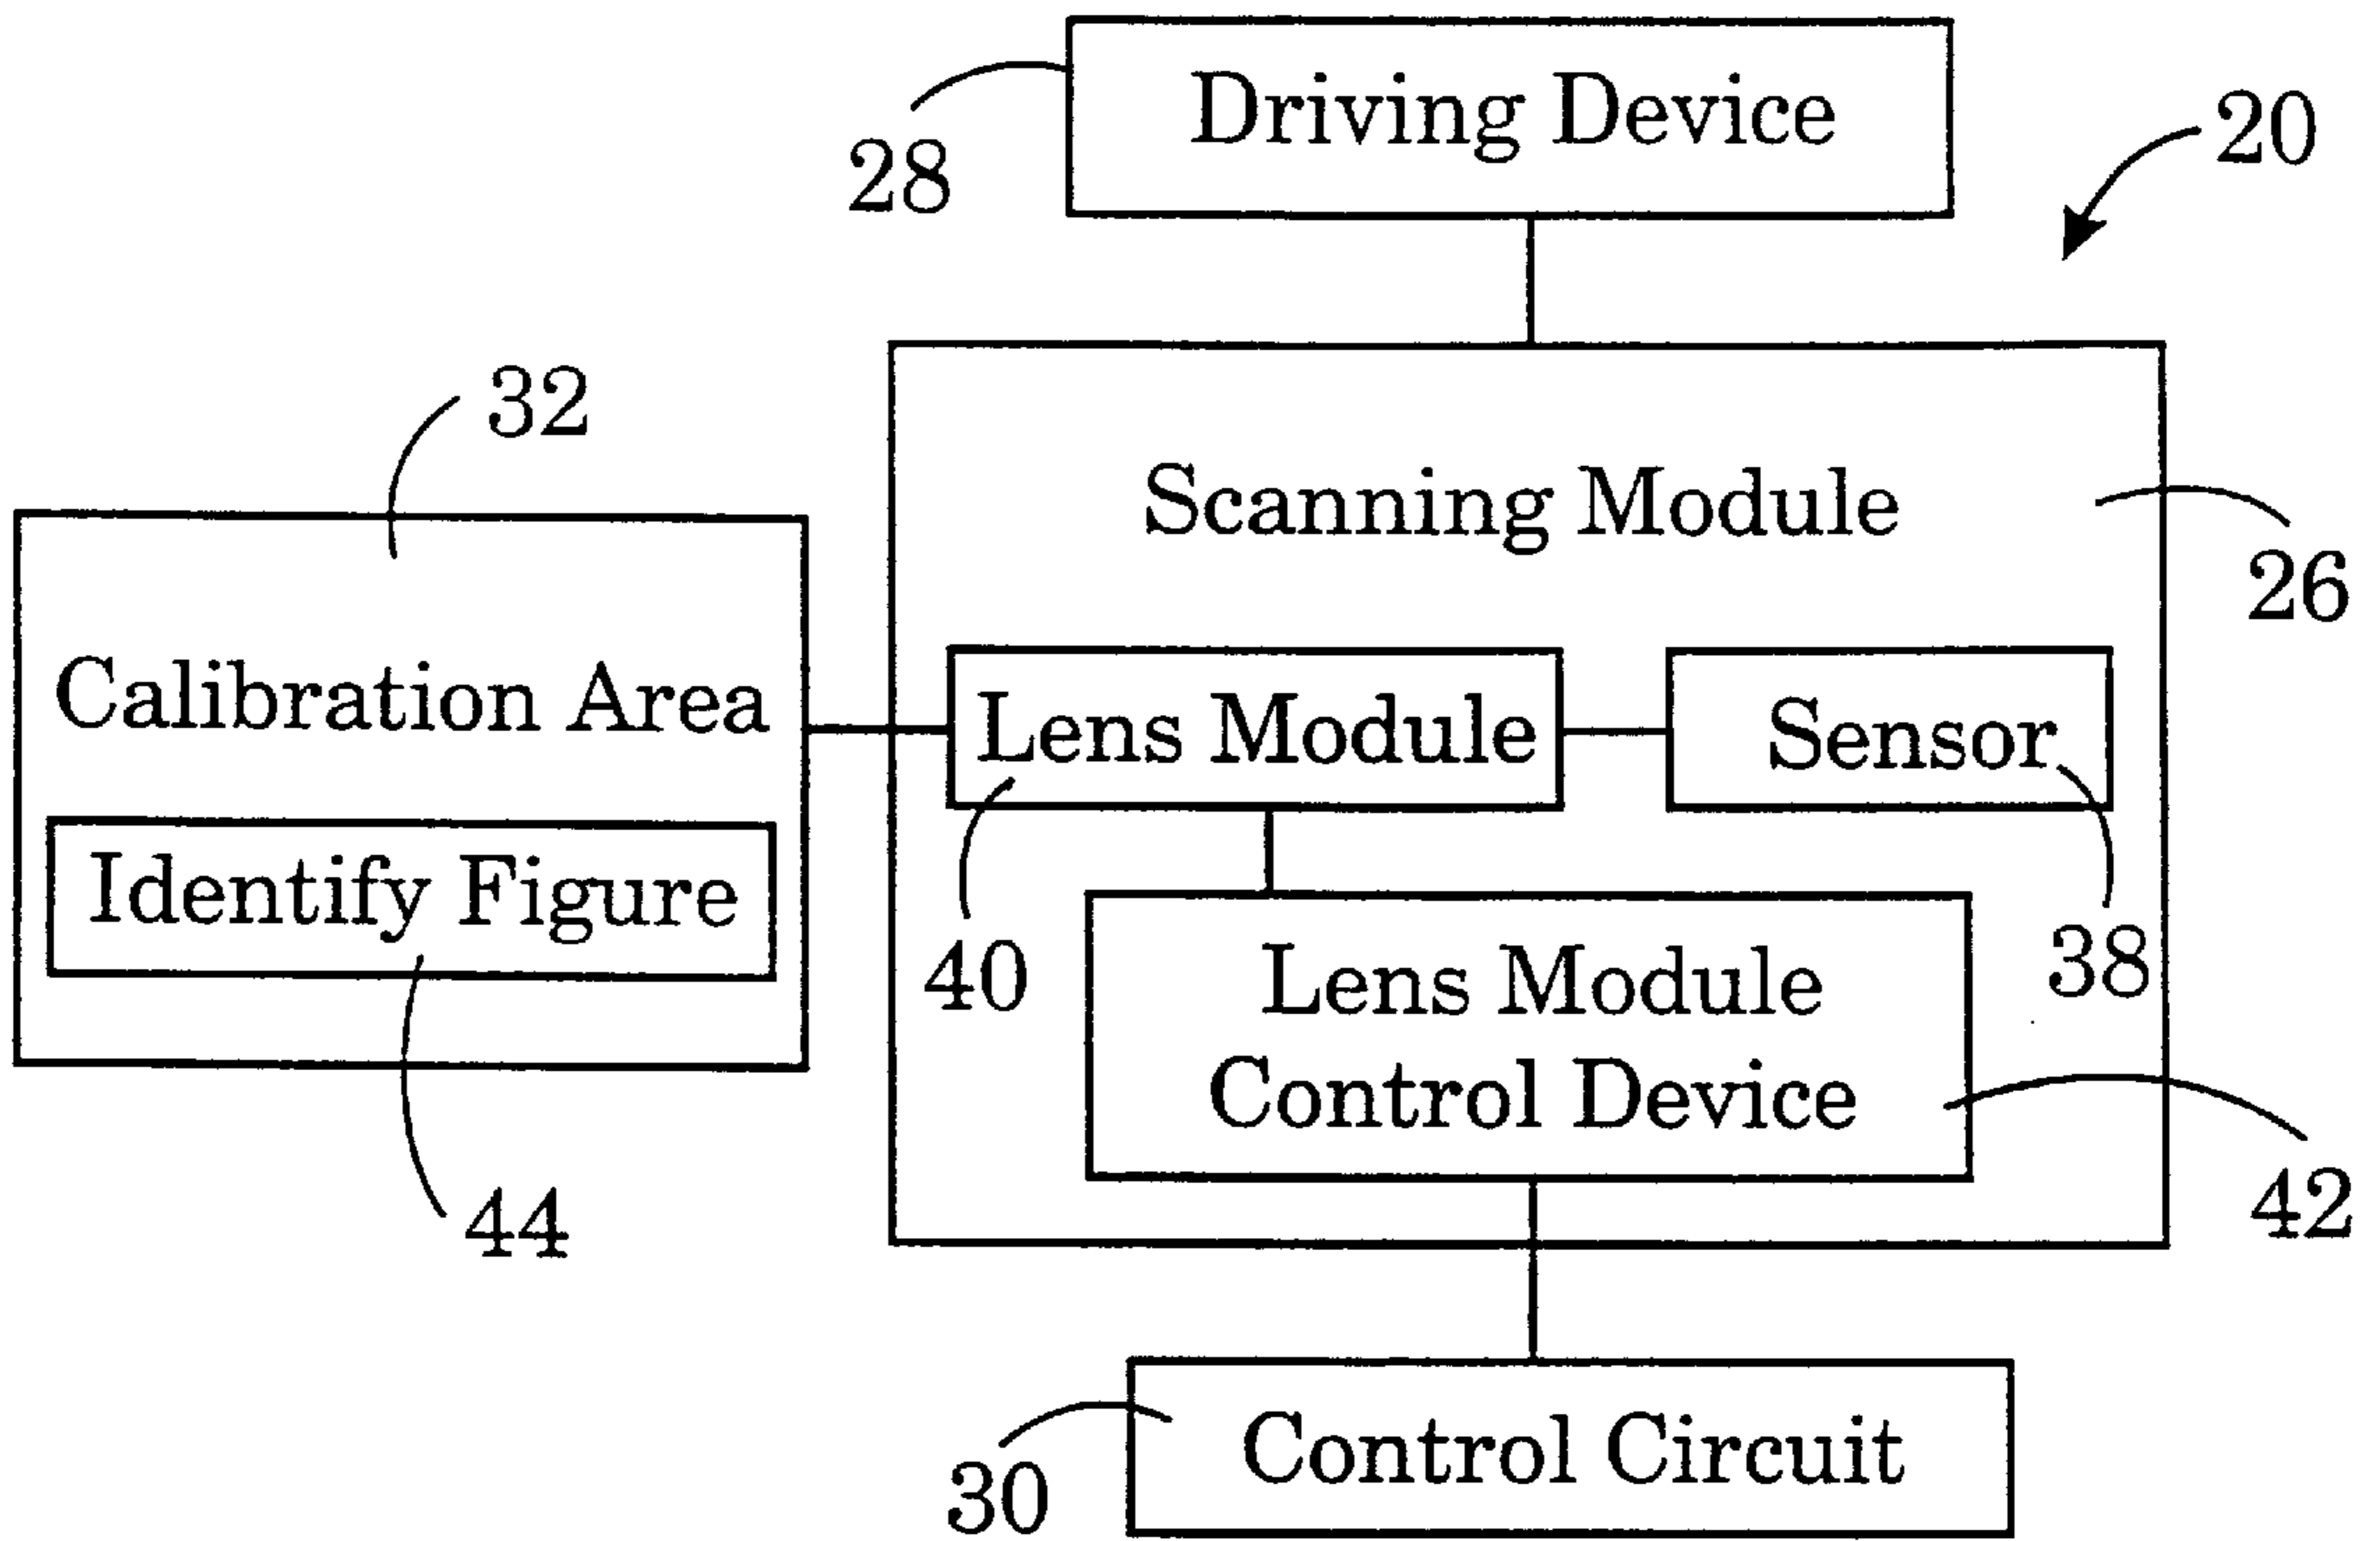 Driving Device
28
20
32
Scanning Module
26
Calibration Area
Lens Module
Sensor
Identify Figure
40
38
Lens Module
Control Device
42
44
30
Control Circuit